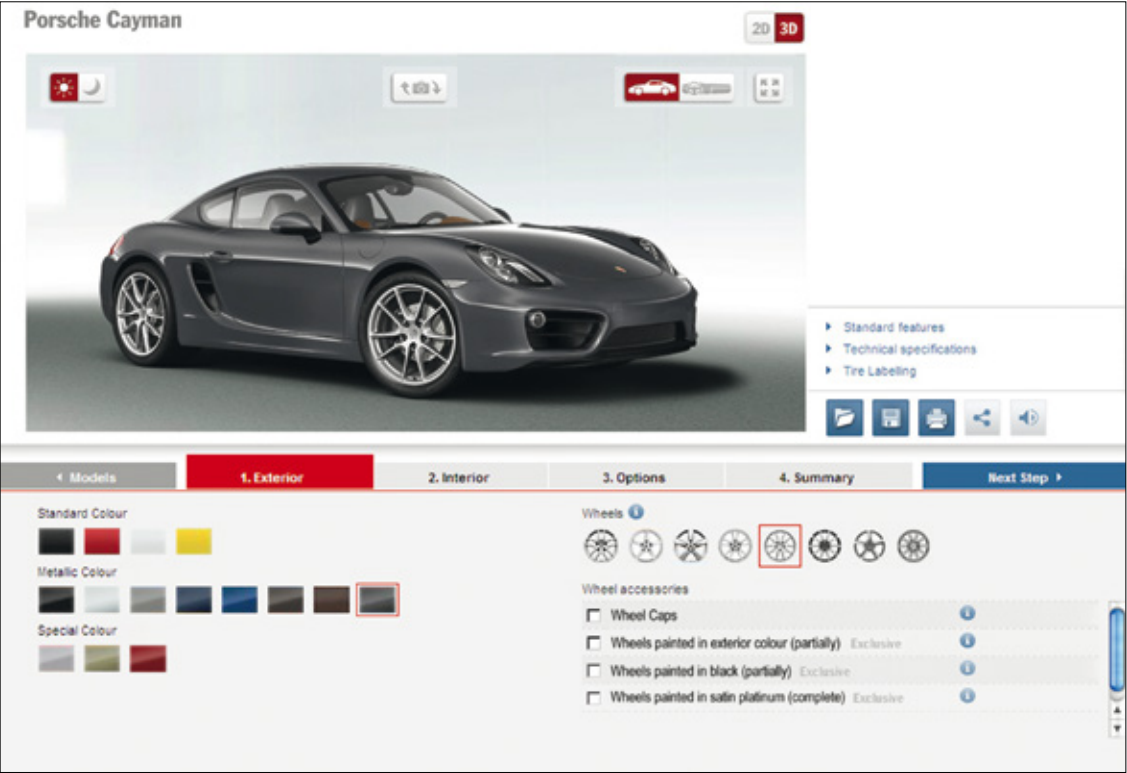 Porsche Cayman
2D 3D
Standard features
Technical specifications
Tire Labelling
Models
1. Exterior
2. Interior
3. Options
4. Summary
Next Step
Standard Colour
Metallic Colour
Special Colour
Wheels
Wheel accessories
Wheel Caps
Wheels painted in exterior colour (partially) Exclusive
Wheels painted in black (partially) Exclusive
Wheels painted in satin platinum (complete) Exclusive